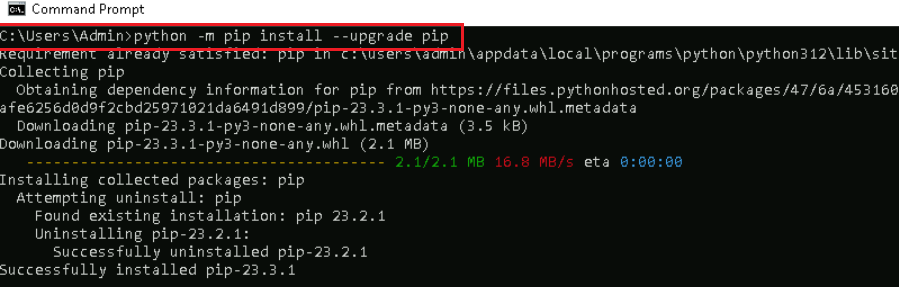 Command Prompt
C:\Users\Admin>python -m pip install --upgrade pip
Requirement already satisfied: pip in c:\users\admin\appdata\local\programs\python\python312\lib\sit
Collecting pip
Obtaining dependency information for pip from https://files.pythonhosted.org/packages/47/6a/453160
afe6256d0d9f2cbd25971021da6491d899/pip-23.3.1-py3-none-any.whl.metadata
Downloading pip-23.3.1-py3-none-any.whl.metadata (3.5 kB)
Downloading pip-23.3.1-py3-none-any.whl (2.1 MB)
---------------------------------------- 2.1/2.1 MB 16.8 MB/s eta 0:00:00
Installing collected packages: pip
Attempting uninstall: pip
Found existing installation: pip 23.2.1
Uninstalling pip-23.2.1:
Successfully uninstalled pip-23.2.1
Successfully installed pip-23.3.1